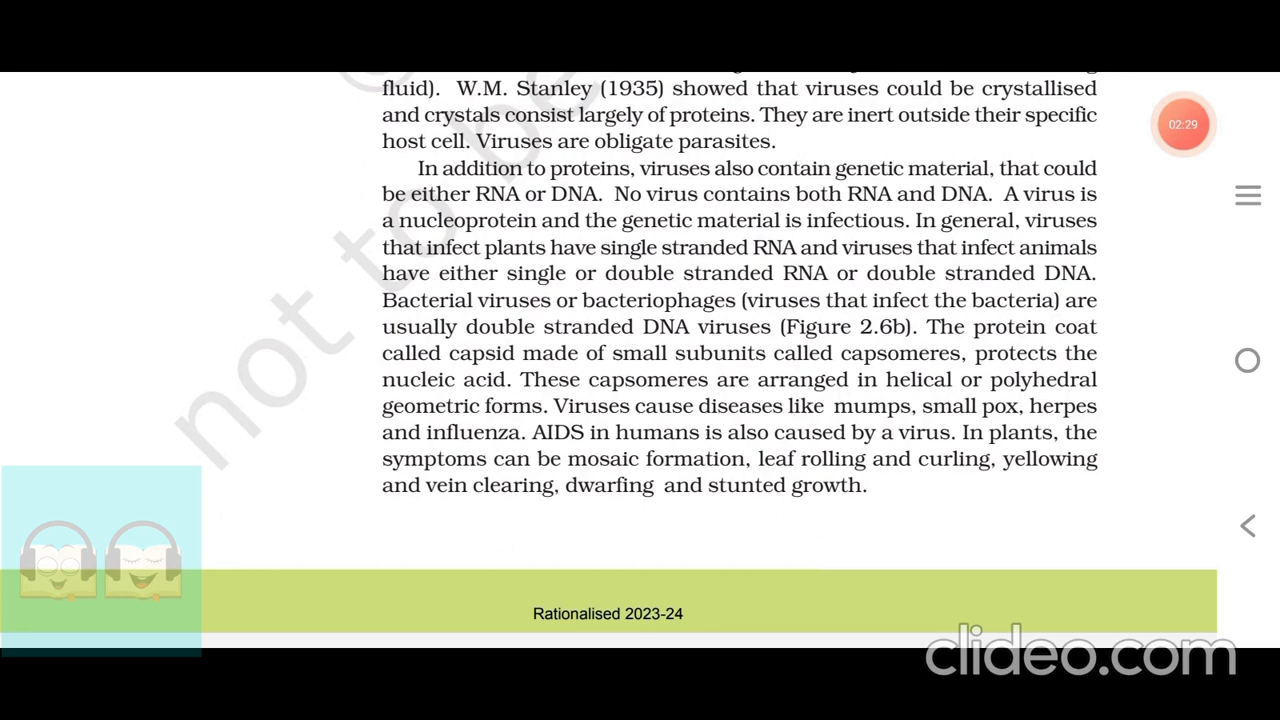 fluid). W.M. Stanley (1935) showed that viruses could be crystallised
and crystals consist largely of proteins. They are inert outside their specific
host cell. Viruses are obligate parasites.
In addition to proteins, viruses also contain genetic material, that could
be either RNA or DNA. No virus contains both RNA and DNA. A virus is
a nucleoprotein and the genetic material is infectious. In general, viruses
that infect plants have single stranded RNA and viruses that infect animals
have either single or double stranded RNA or double stranded DNA.
Bacterial viruses or bacteriophages (viruses that infect the bacteria) are
usually double stranded DNA viruses (Figure 2.6b). The protein coat
called capsid made of small subunits called capsomeres, protects the
nucleic acid. These capsomeres are arranged in helical or polyhedral
geometric forms. Viruses cause diseases like mumps, small pox, herpes
and influenza. AIDS in humans is also caused by a virus. In plants, the
symptoms can be mosaic formation, leaf rolling and curling, yellowing
and vein clearing, dwarfing and stunted growth.
02:29
not to be
Rationalised 2023-24
clideo.com